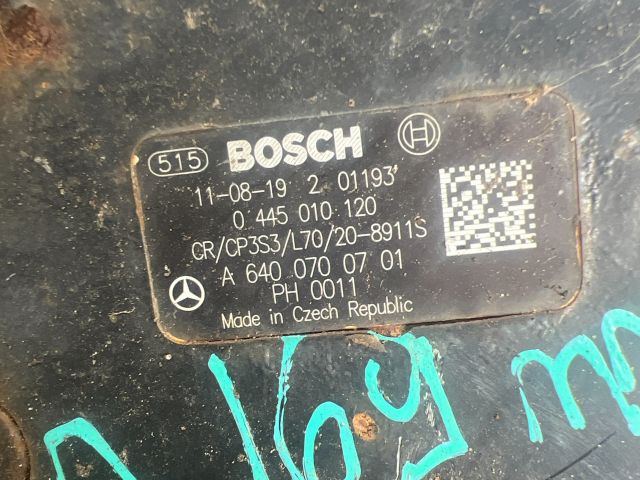 515 BOSCH
11-08-19 2 01193
0 445 010 120
CR/CP3S3/L70/20-8911S
A 640 070 07 01
PH 0011
Made in Czech Republic
169